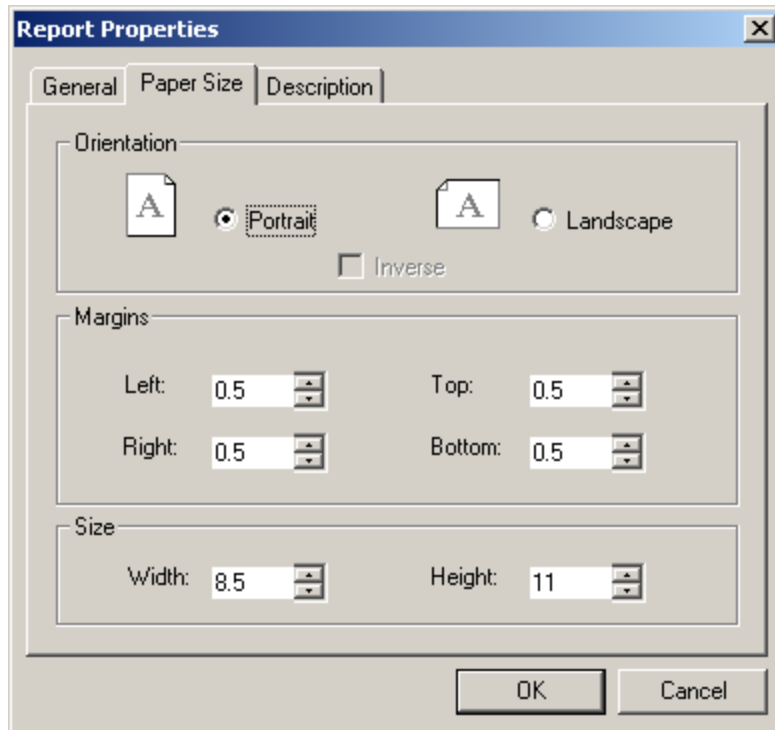 Report Properties
General Paper Size Description
Orientation
A Portrait A Landscape
Inverse
Margins
Left: 0.5 Top: 0.5
Right: 0.5 Bottom: 0.5
Size
Width: 8.5 Height: 11
OK Cancel